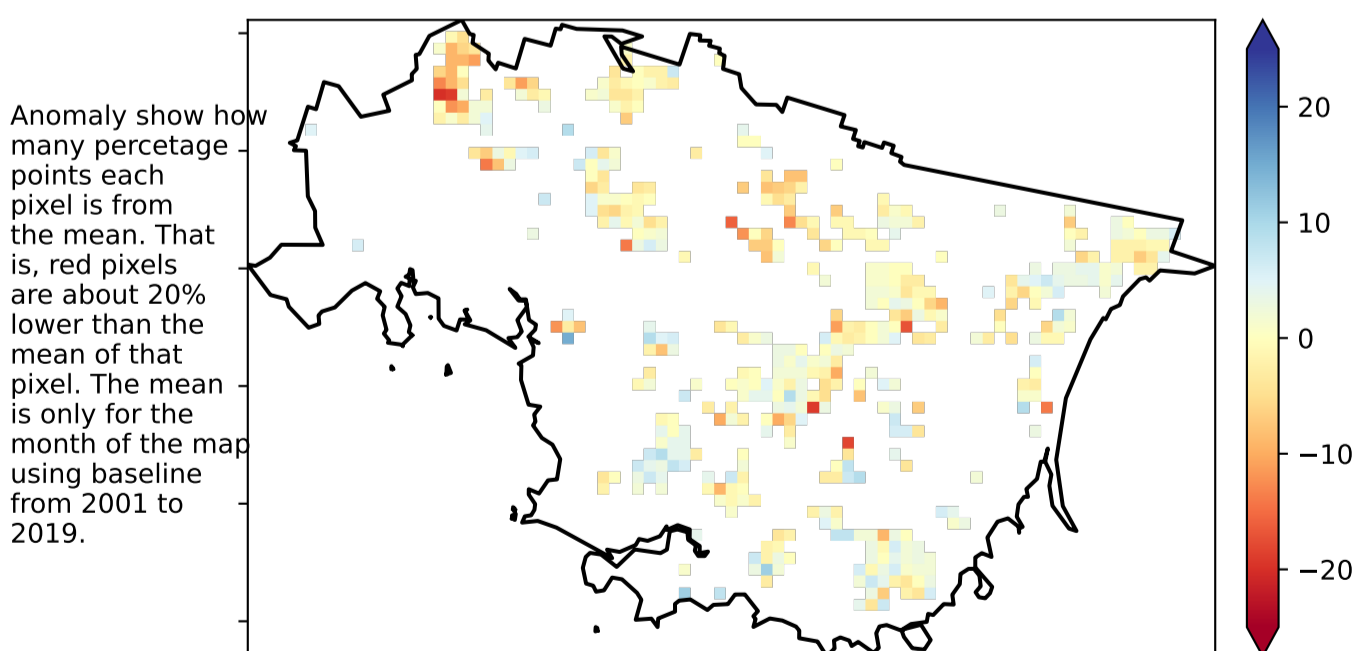 Anomaly show how
many percetage
points each
pixel is from
the mean. That
is, red pixels
are about 20%
lower than the
mean of that
pixel. The mean
is only for the
month of the map
using baseline
from 2001 to
2019.
20
10
0
−10
−20